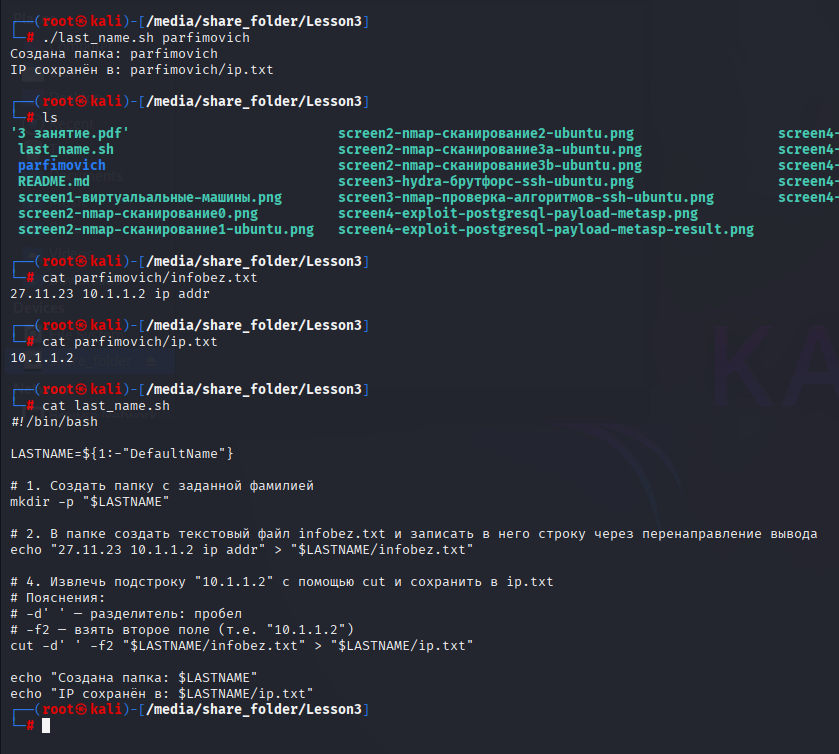 ┌──(root㉿kali)-[/media/share_folder/Lesson3]
└─# ./last_name.sh parfimovich
Создана папка: parfimovich
IP сохранён в: parfimovich/ip.txt
┌──(root㉿kali)-[/media/share_folder/Lesson3]
└─# ls
'3 занятие.pdf' screen2-nmap-сканирование2-ubuntu.png screen4-
last_name.sh screen2-nmap-сканирование3a-ubuntu.png screen4-
parfimovich screen2-nmap-сканирование3b-ubuntu.png screen4-
README.md screen3-hydra-брутфорс-ssh-ubuntu.png screen4-
screen1-виртуальальные-машины.png screen3-nmap-проверка-алгоритмов-ssh-ubuntu.png screen4-
screen2-nmap-сканирование0.png screen4-exploit-postgresql-payload-metasp.png
screen2-nmap-сканирование1-ubuntu.png screen4-exploit-postgresql-payload-metasp-result.png
┌──(root㉿kali)-[/media/share_folder/Lesson3]
└─# cat parfimovich/infobez.txt
27.11.23 10.1.1.2 ip addr
Devices
┌──(root㉿kali)-[/media/share_folder/Lesson3]
└─# cat parfimovich/ip.txt
10.1.1.2
KA
┌──(root㉿kali)-[/media/share_folder/Lesson3]
└─# cat last_name.sh
#!/bin/bash
LASTNAME=${1:-"DefaultName"}
# 1. Создать папку с заданной фамилией
mkdir -p "$LASTNAME"
# 2. В папке создать текстовый файл infobez.txt и записать в него строку через перенаправление вывода
echo "27.11.23 10.1.1.2 ip addr" > "$LASTNAME/infobez.txt"
# 4. Извлечь подстроку "10.1.1.2" с помощью cut и сохранить в ip.txt
# Пояснения:
# -d' ' — разделитель: пробел
# -f2 — взять второе поле (т.е. "10.1.1.2")
cut -d' ' -f2 "$LASTNAME/infobez.txt" > "$LASTNAME/ip.txt"
echo "Создана папка: $LASTNAME"
echo "IP сохранён в: $LASTNAME/ip.txt"
┌──(root㉿kali)-[/media/share_folder/Lesson3]
└─#